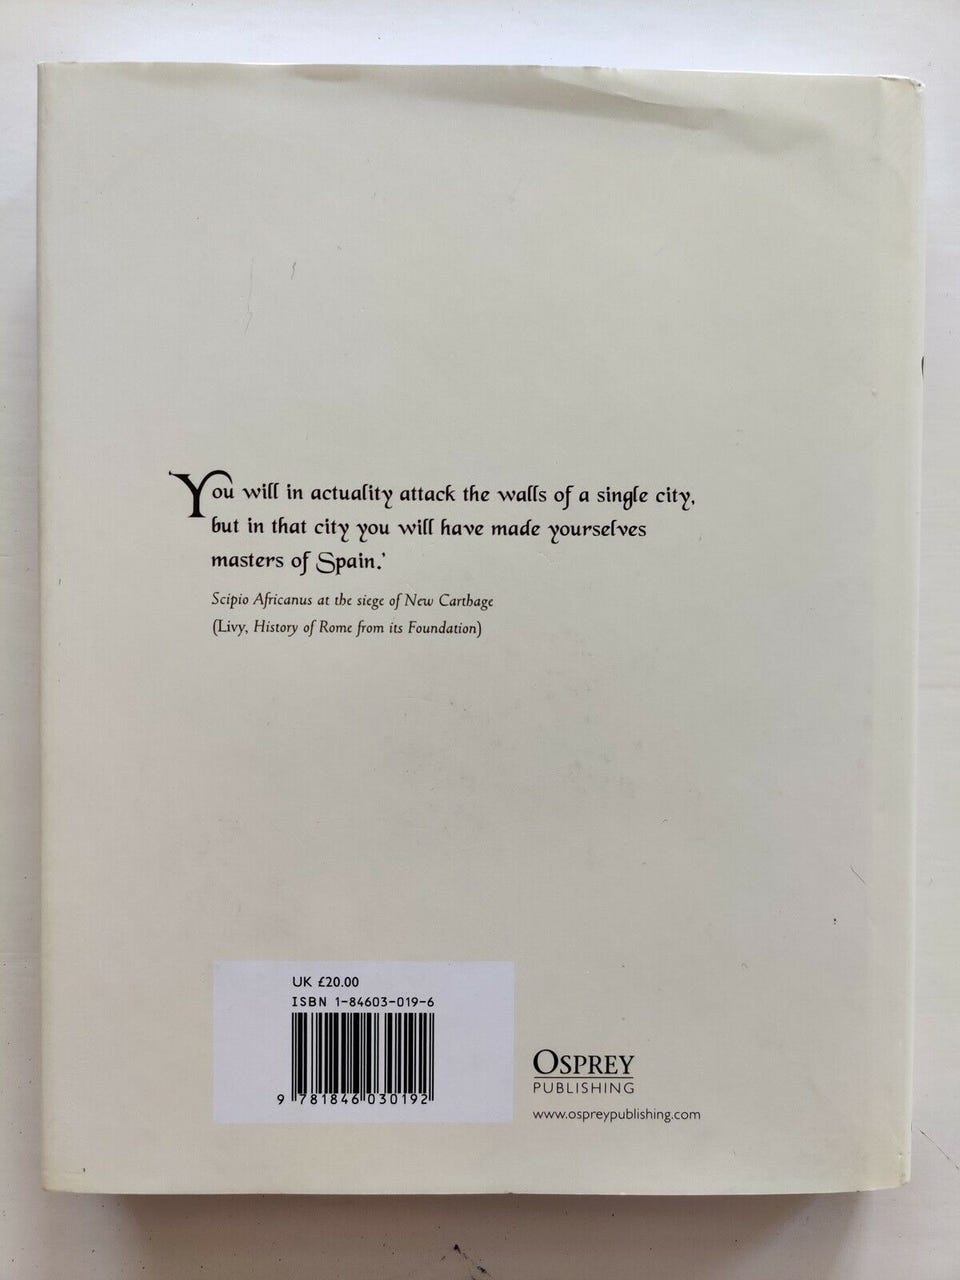 You will in actuality attack the walls of a single city,
but in that city you will have made yourselves
masters of Spain.'
Scipio Africanus at the siege of New Carthage
(Livy, History of Rome from its Foundation)
UK £20.00
ISBN 1-84603-019-6
9 781846 030192
OSPREY
PUBLISHING
www.ospreypublishing.com